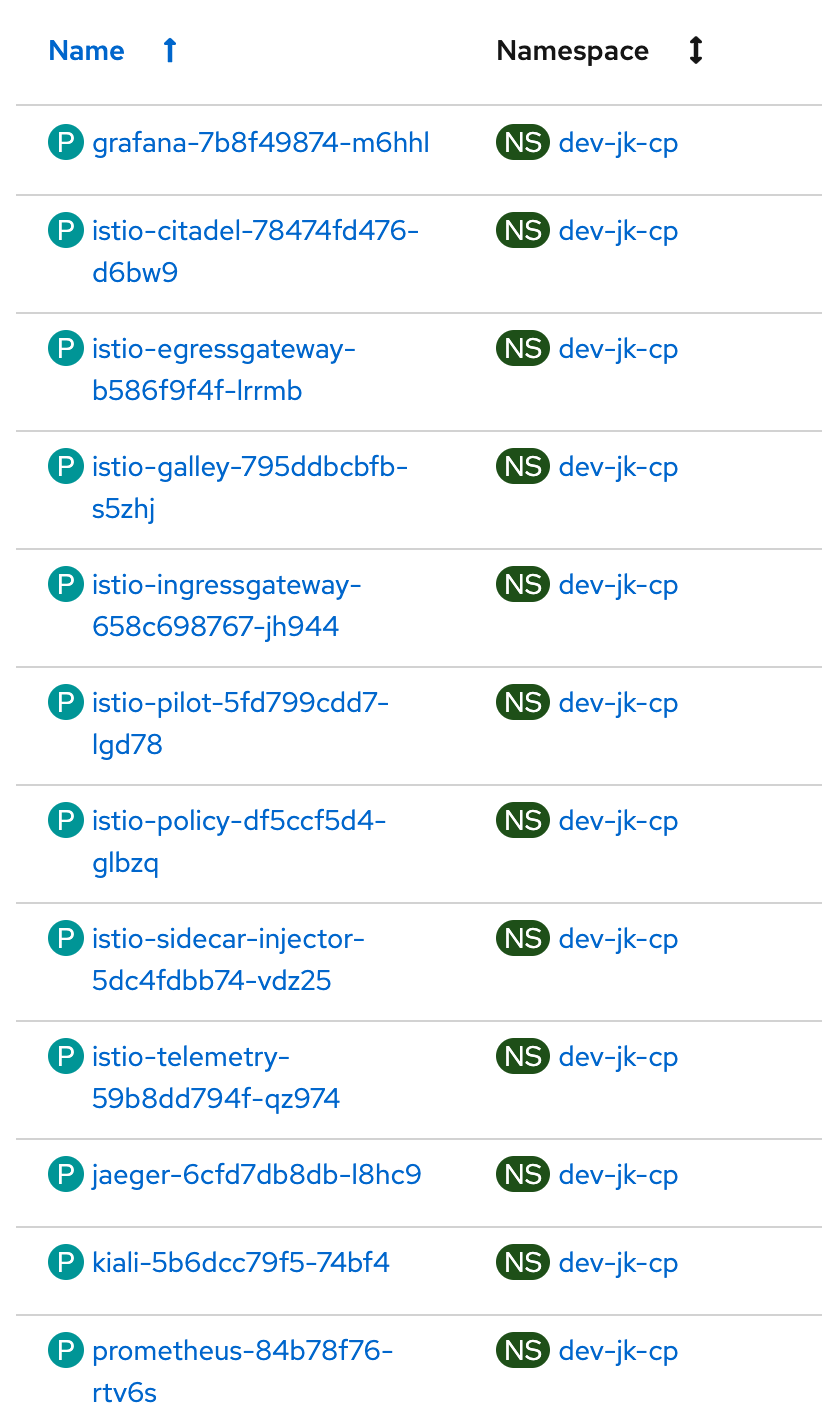 Name Namespace
P grafana-7b8f49874-m6hhl NS dev-jk-cp
P istio-citadel-78474fd476- NS dev-jk-cp
d6bw9
P istio-egressgateway- NS dev-jk-cp
b586f9f4f-lrrmb
P istio-galley-795ddbcbfb- NS dev-jk-cp
s5zhj
P istio-ingressgateway- NS dev-jk-cp
658c698767-jh944
P istio-pilot-5fd799cdd7- NS dev-jk-cp
lgd78
P istio-policy-df5ccf5d4- NS dev-jk-cp
glbzq
P istio-sidecar-injector- NS dev-jk-cp
5dc4fdbb74-vdz25
P istio-telemetry- NS dev-jk-cp
59b8dd794f-qz974
P jaeger-6cfd7db8db-l8hc9 NS dev-jk-cp
P kiali-5b6dcc79f5-74bf4 NS dev-jk-cp
P prometheus-84b78f76- NS dev-jk-cp
rtv6s